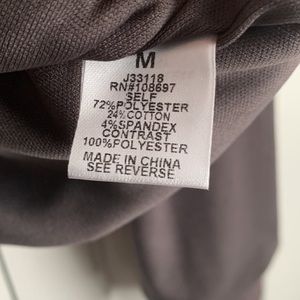 M
J33118
RN#108697
SELF
72%POLYESTER
24%COTTON
4%SPANDEX
CONTRAST
100%POLYESTER
MADE IN CHINA
SEE REVERSE